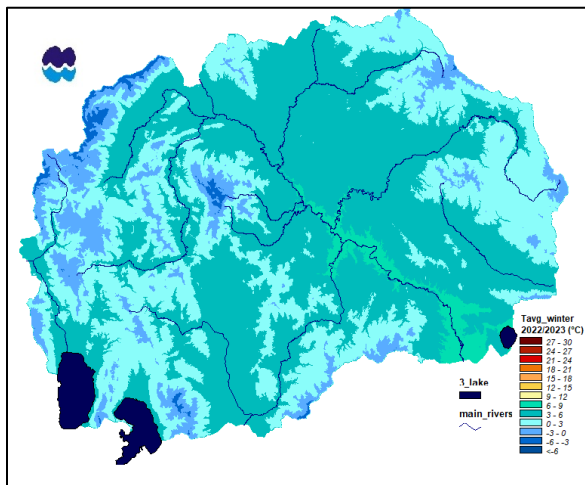 Tavg_winter
2022/2023 (°C)
27 - 30
24 - 27
21 - 24
18 - 21
15 - 18
12 - 15
9 - 12
6 - 9
3 - 6
0 - 3
-3 - 0
-6 - -3
<-6
3_lake
main_rivers